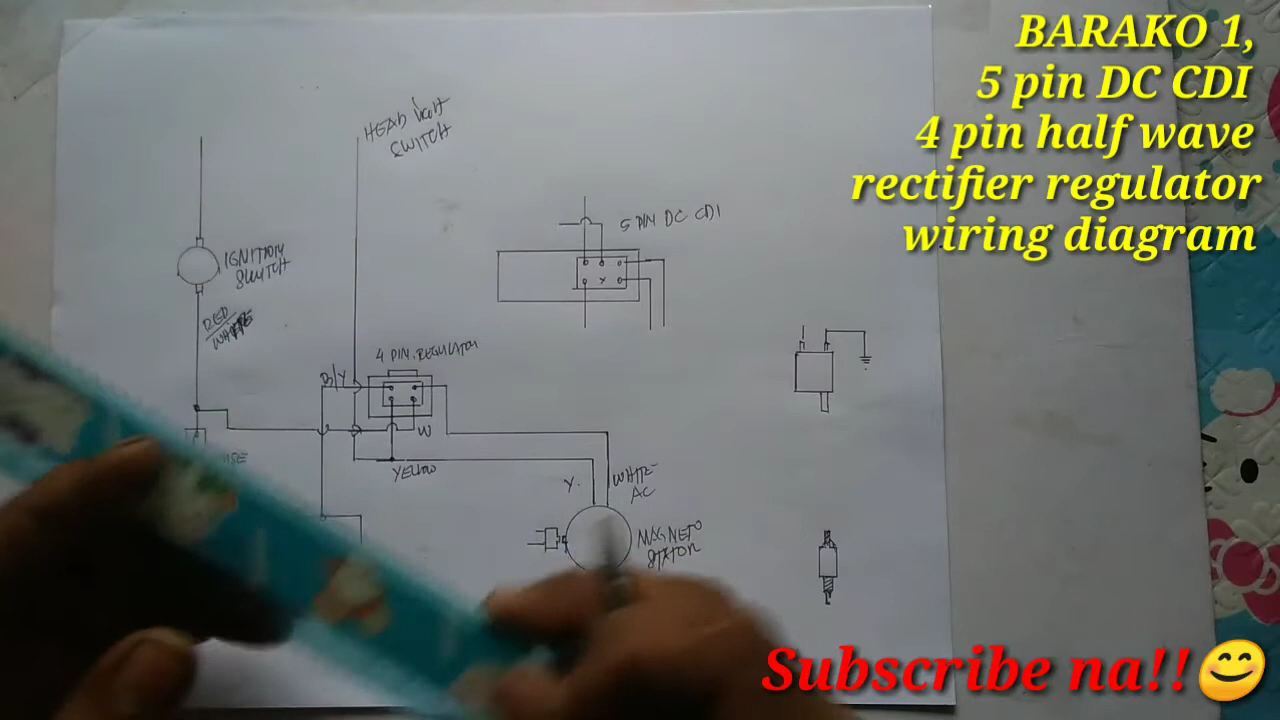 BARAKO 1,
5 pin DC CDI
4 pin half wave
rectifier regulator
wiring diagram
HEAD LIGHT
SWITCH
5 PIN DC CDI
IGNITION
SWITCH
RED
WHITE
4 PIN. REGULATOR
B/Y
W
YELLOW
Y.
WHITE
AC
MAGNETO
STATOR
Subscribe na!!😊